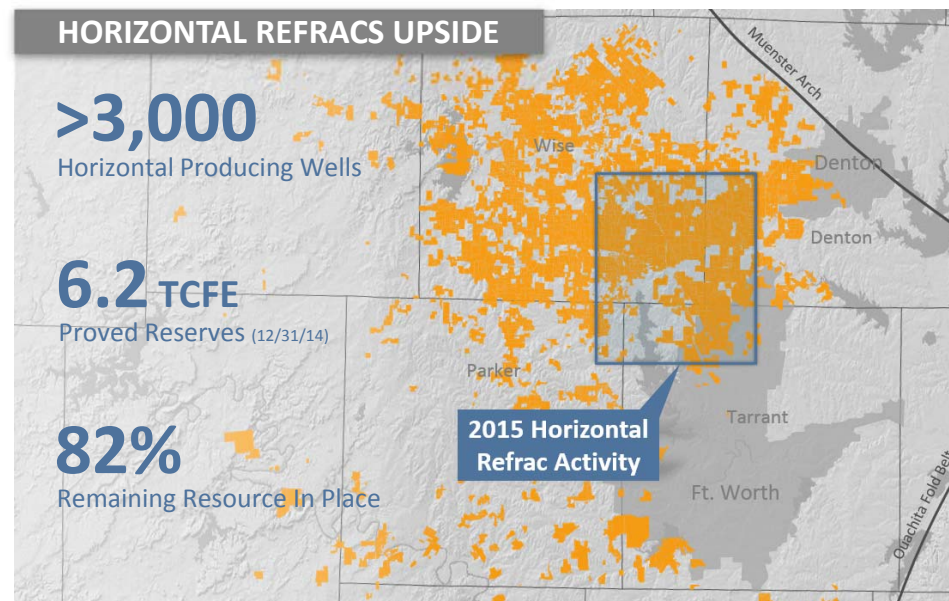 HORIZONTAL REFRACS UPSIDE
>3,000
Horizontal Producing Wells
6.2 TCFE
Proved Reserves (12/31/14)
82%
Remaining Resource In Place
Muenster Arch
Wise
Denton
Denton
Parker
2015 Horizontal
Refrac Activity
Tarrant
Ft. Worth
Ouachita Fold Belt